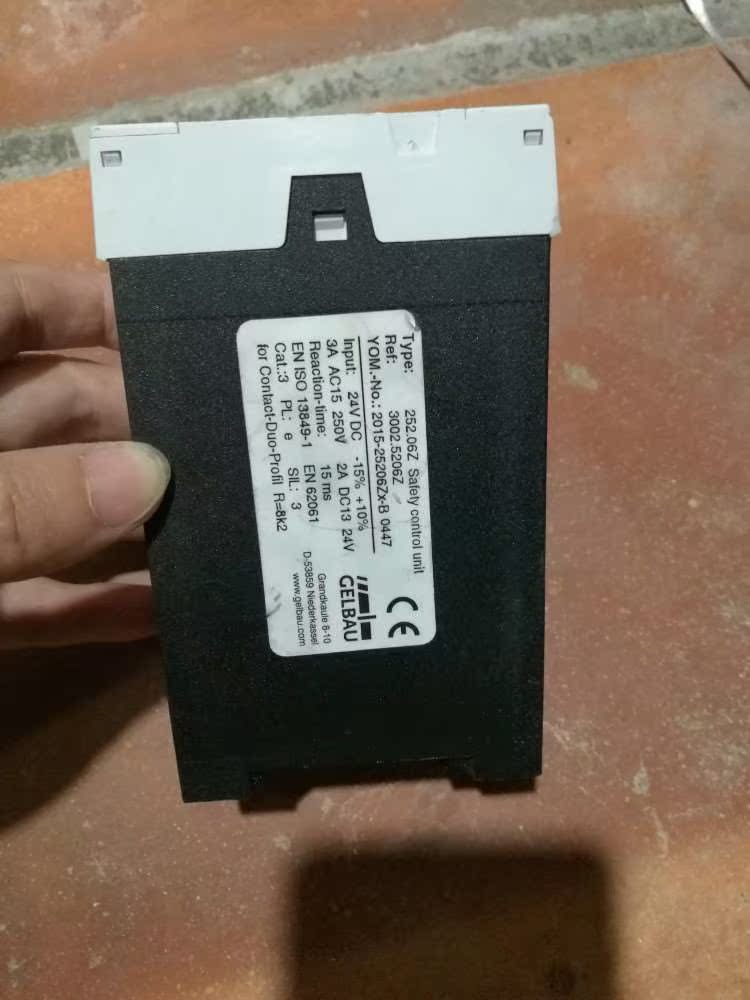 Type: 252.06Z Safety control unit
Ref: 3002.5206Z
YOM.-No.: 2015-25206Zx-B 0447
Input: 24V DC -15% +10%
3A AC15 250V 2A DC13 24V
Reaction-time: 15 ms
EN ISO 13849-1 EN 62061
Cat.:3 PL: e SIL: 3
for Contact-Duo-Profil R=8k2
CE
GELBAU
Grandkaule 8-10
D-53859 Niederkassel
www.gelbau.com